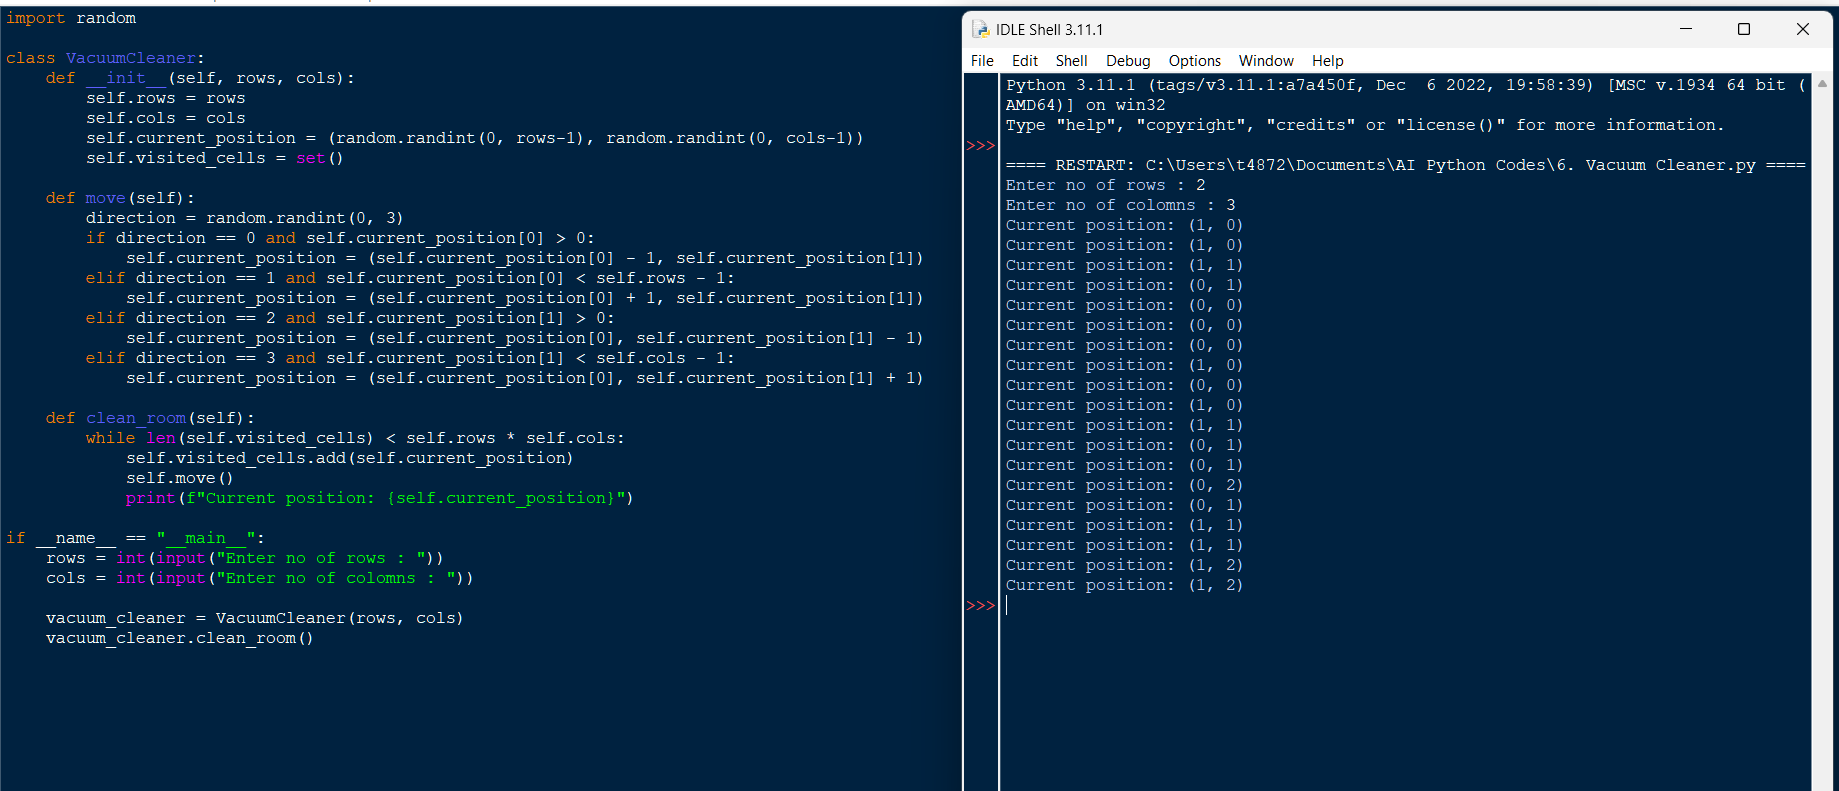 import random
class VacuumCleaner:
    def __init__(self, rows, cols):
        self.rows = rows
        self.cols = cols
        self.current_position = (random.randint(0, rows-1), random.randint(0, cols-1))
        self.visited_cells = set()
    def move(self):
        direction = random.randint(0, 3)
        if direction == 0 and self.current_position[0] > 0:
            self.current_position = (self.current_position[0] - 1, self.current_position[1])
        elif direction == 1 and self.current_position[0] < self.rows - 1:
            self.current_position = (self.current_position[0] + 1, self.current_position[1])
        elif direction == 2 and self.current_position[1] > 0:
            self.current_position = (self.current_position[0], self.current_position[1] - 1)
        elif direction == 3 and self.current_position[1] < self.cols - 1:
            self.current_position = (self.current_position[0], self.current_position[1] + 1)
    def clean_room(self):
        while len(self.visited_cells) < self.rows * self.cols:
            self.visited_cells.add(self.current_position)
            self.move()
            print(f"Current position: {self.current_position}")
if __name__ == "__main__":
    rows = int(input("Enter no of rows : "))
    cols = int(input("Enter no of colomns : "))
    vacuum_cleaner = VacuumCleaner(rows, cols)
    vacuum_cleaner.clean_room()
IDLE Shell 3.11.1
File Edit Shell Debug Options Window Help
Python 3.11.1 (tags/v3.11.1:a7a450f, Dec  6 2022, 19:58:39) [MSC v.1934 64 bit (
AMD64)] on win32
Type "help", "copyright", "credits" or "license()" for more information.
>>>
==== RESTART: C:\Users\t4872\Documents\AI Python Codes\6. Vacuum Cleaner.py ====
Enter no of rows : 2
Enter no of colomns : 3
Current position: (1, 0)
Current position: (1, 0)
Current position: (1, 1)
Current position: (0, 1)
Current position: (0, 0)
Current position: (0, 0)
Current position: (0, 0)
Current position: (1, 0)
Current position: (0, 0)
Current position: (1, 0)
Current position: (1, 1)
Current position: (0, 1)
Current position: (0, 1)
Current position: (0, 2)
Current position: (0, 1)
Current position: (1, 1)
Current position: (1, 1)
Current position: (1, 2)
Current position: (1, 2)
>>>